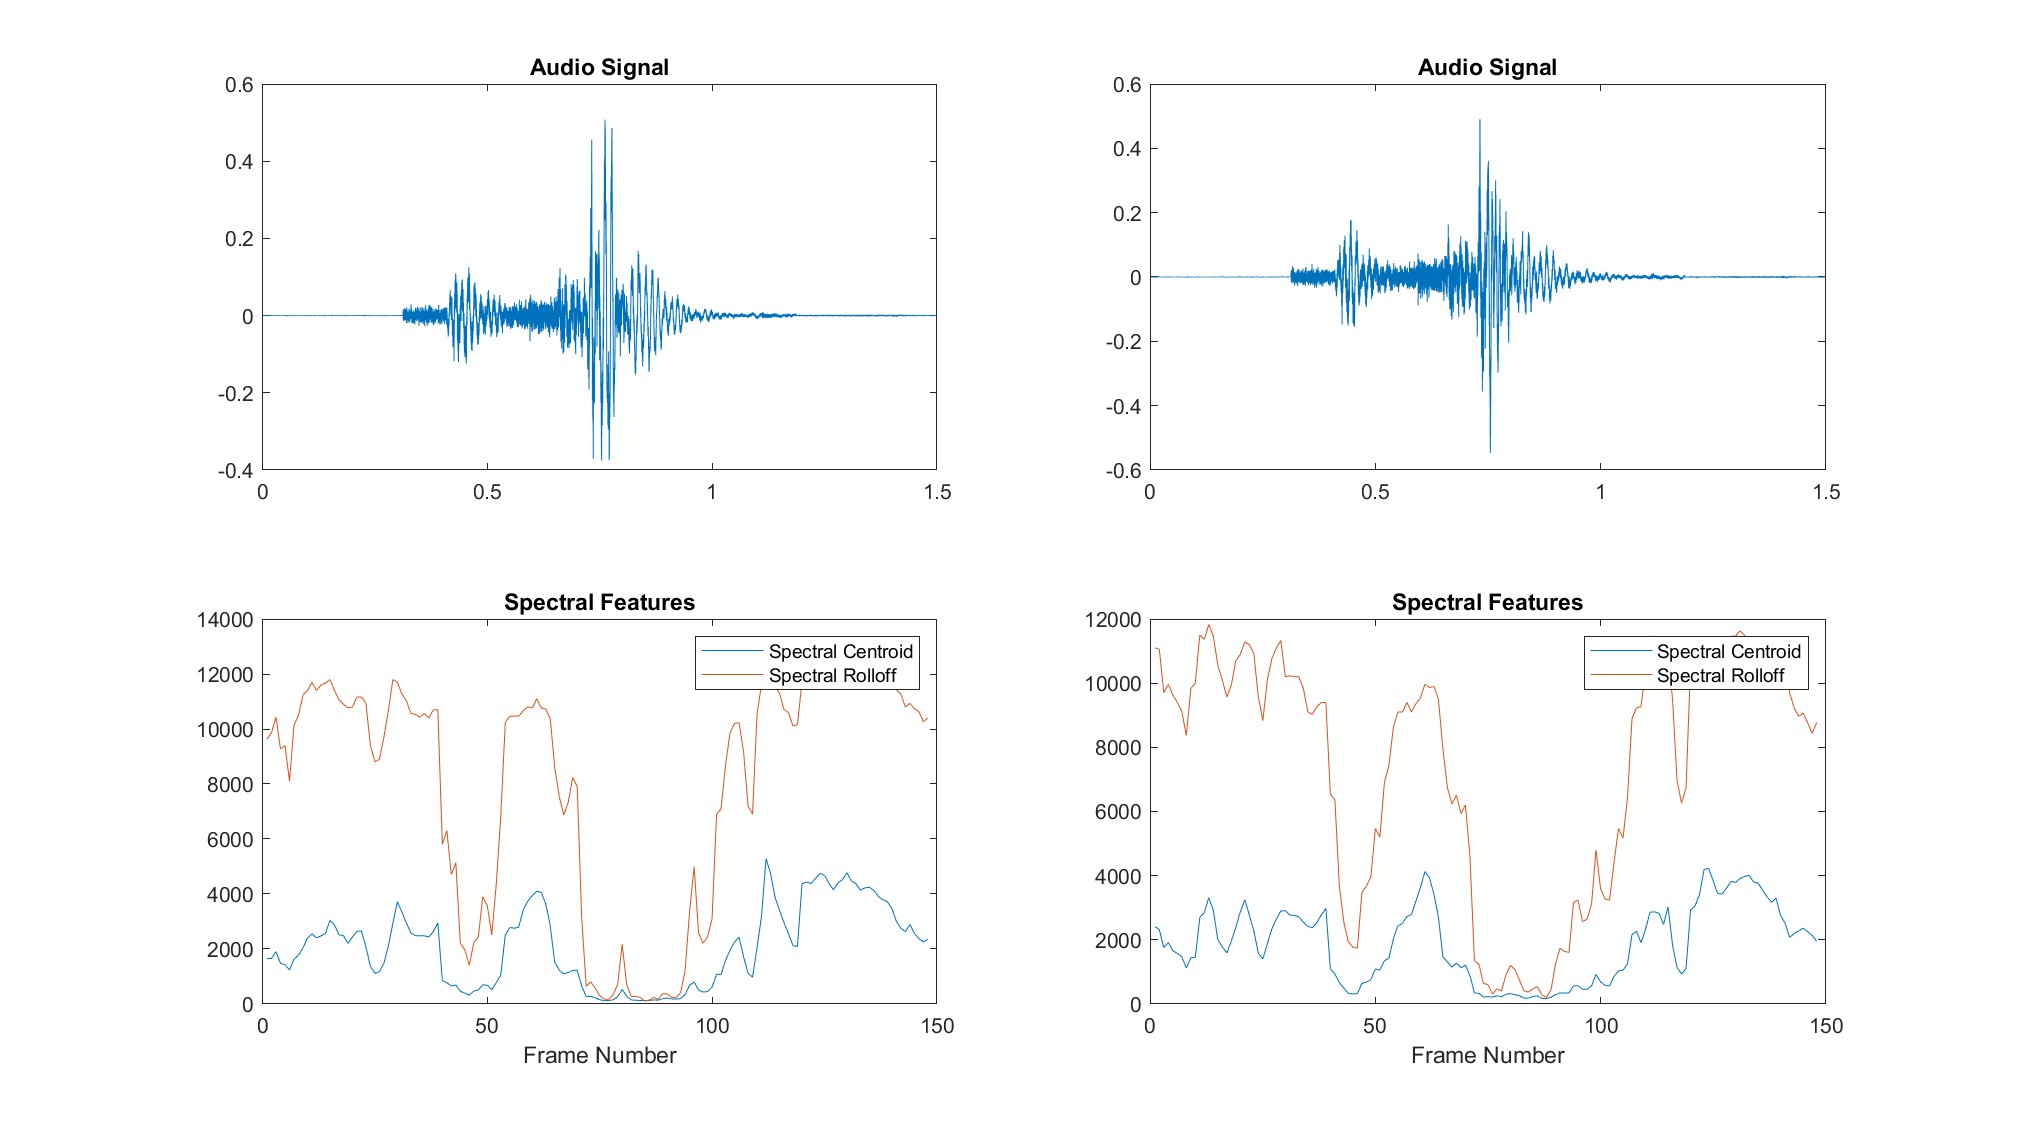 Audio Signal
0.6
0.4
0.2
0
-0.2
-0.4
0 0.5 1 1.5
Audio Signal
0.6
0.4
0.2
0
-0.2
-0.4
-0.6
0 0.5 1 1.5
Spectral Features
14000
12000
10000
8000
6000
4000
2000
0
Spectral Centroid
Spectral Rolloff
0 50 100 150
Frame Number
Spectral Features
12000
10000
8000
6000
4000
2000
0
Spectral Centroid
Spectral Rolloff
0 50 100 150
Frame Number